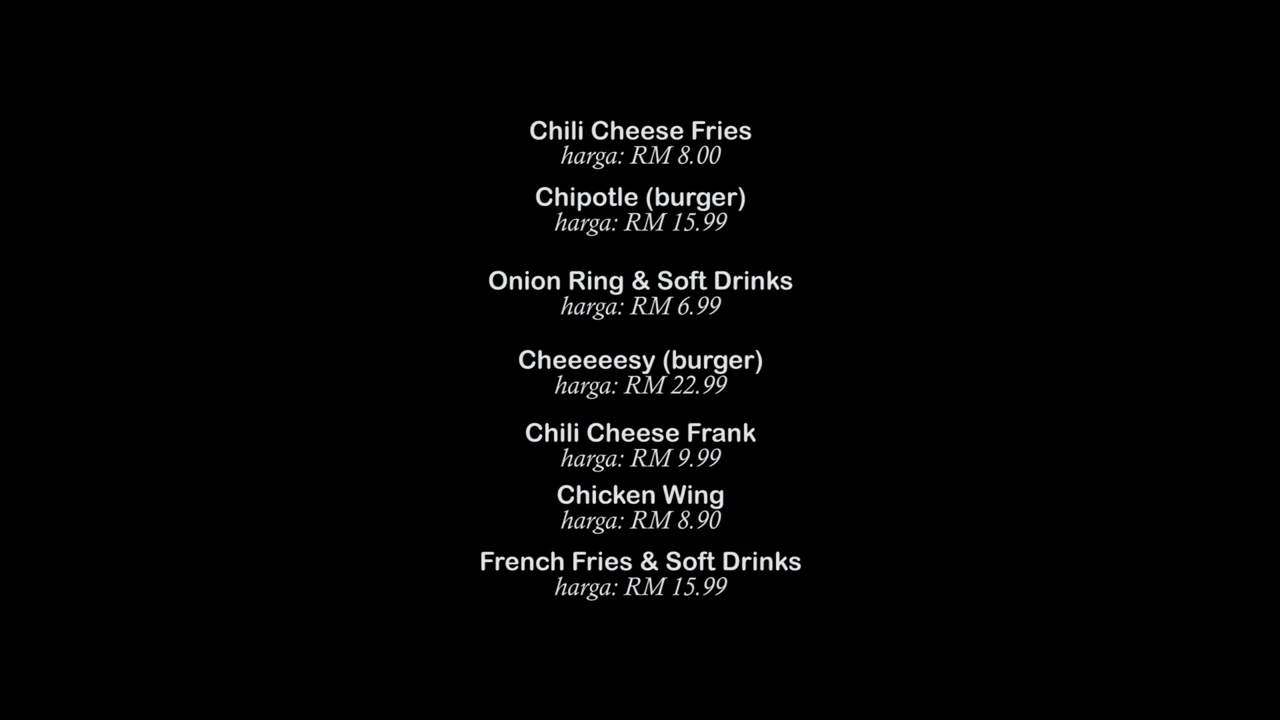 Chili Cheese Fries
harga: RM 8.00
Chipotle (burger)
harga: RM 15.99
Onion Ring & Soft Drinks
harga: RM 6.99
Cheeeeesy (burger)
harga: RM 22.99
Chili Cheese Frank
harga: RM 9.99
Chicken Wing
harga: RM 8.90
French Fries & Soft Drinks
harga: RM 15.99